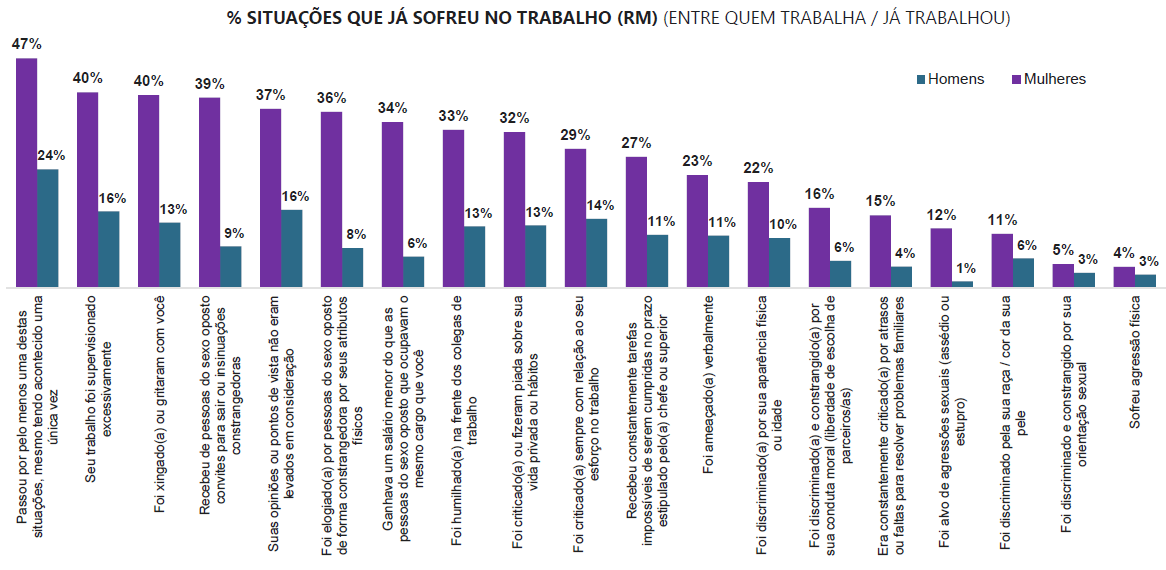 % SITUAÇÕES QUE JÁ SOFREU NO TRABALHO (RM) (ENTRE QUEM TRABALHA / JÁ TRABALHOU)
Homens
Mulheres
47%
24%
40%
16%
40%
13%
39%
9%
37%
16%
36%
8%
34%
6%
33%
13%
32%
13%
29%
14%
27%
11%
23%
11%
22%
10%
16%
6%
15%
4%
12%
1%
11%
6%
5%
3%
4%
3%
Passou por pelo menos uma destas
situações, mesmo tendo acontecido uma
única vez
Seu trabalho foi supervisionado
excessivamente
Foi xingado(a) ou gritaram com você
Recebeu de pessoas do sexo oposto
convites para sair ou insinuações
constrangedoras
Suas opiniões ou pontos de vista não eram
levados em consideração
Foi elogiado(a) por pessoas do sexo oposto
de forma constrangedora por seus atributos
físicos
Ganhava um salário menor do que as
pessoas do sexo oposto que ocupavam o
mesmo cargo que você
Foi humilhado(a) na frente dos colegas de
trabalho
Foi criticado(a) ou fizeram piada sobre sua
vida privada ou hábitos
Foi criticado(a) sempre com relação ao seu
esforço no trabalho
Recebeu constantemente tarefas
impossíveis de serem cumpridas no prazo
estipulado pelo(a) chefe ou superior
Foi ameaçado(a) verbalmente
Foi discriminado(a) por sua aparência física
ou idade
Foi discriminado(a) e constrangido(a) por
sua conduta moral (liberdade de escolha de
parceiros/as)
Era constantemente criticado(a) por atrasos
ou faltas para resolver problemas familiares
Foi alvo de agressões sexuais (assédio ou
estupro)
Foi discriminado pela sua raça / cor da sua
pele
Foi discriminado e constrangido por sua
orientação sexual
Sofreu agressão física